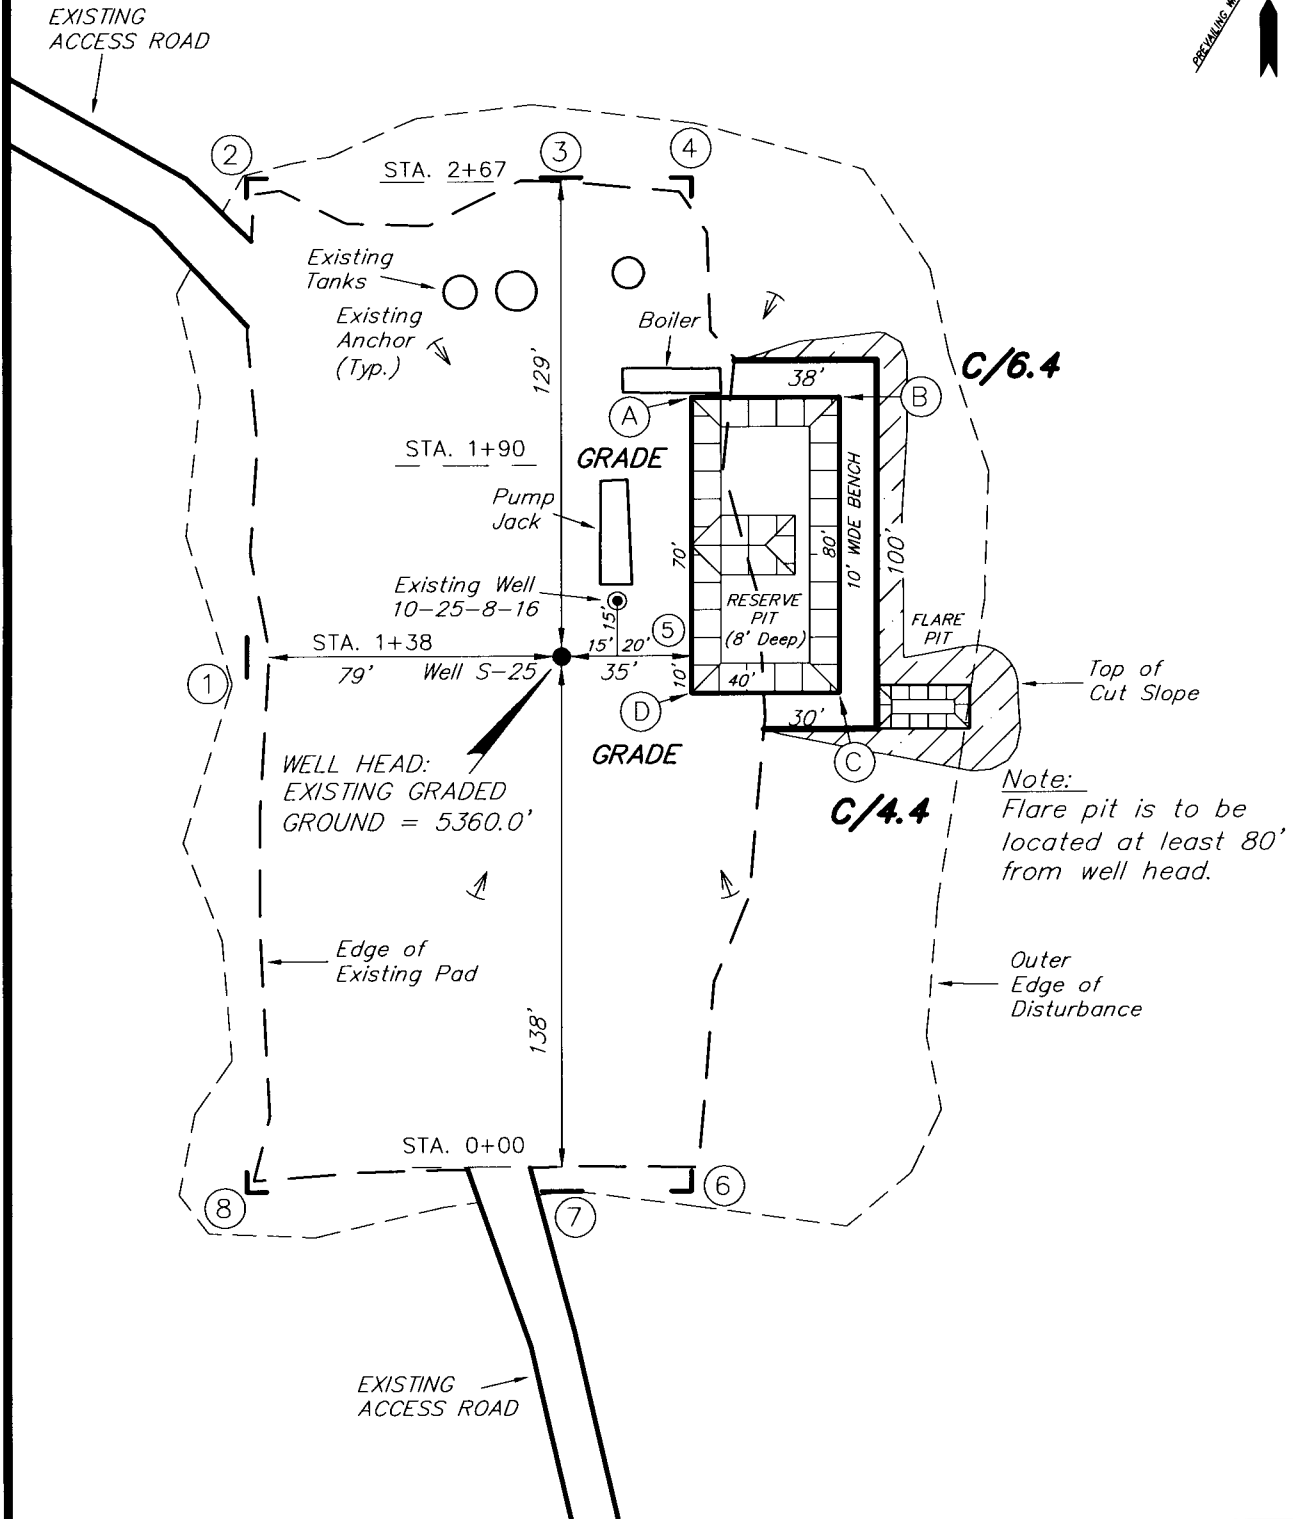 EXISTING
ACCESS ROAD
PREVAILING
2
STA. 2+67
3
4
Existing
Tanks
Existing
Anchor
(Typ.)
Boiler
129'
38'
C/6.4
A
B
GRADE
STA. 1+90
Pump
Jack
10' WIDE BENCH
70'
80'
100'
Existing Well
10-25-8-16
15'
RESERVE
PIT
(8' Deep)
FLARE
PIT
STA. 1+38
79'
Well S-25
15'
20'
35'
5
10'
40'
1
Top of
Cut Slope
D
30'
GRADE
C
C/4.4
WELL HEAD:
EXISTING GRADED
GROUND = 5360.0'
Note:
Flare pit is to be
located at least 80'
from well head.
Edge of
Existing Pad
138'
Outer
Edge of
Disturbance
STA. 0+00
8
7
6
EXISTING
ACCESS ROAD